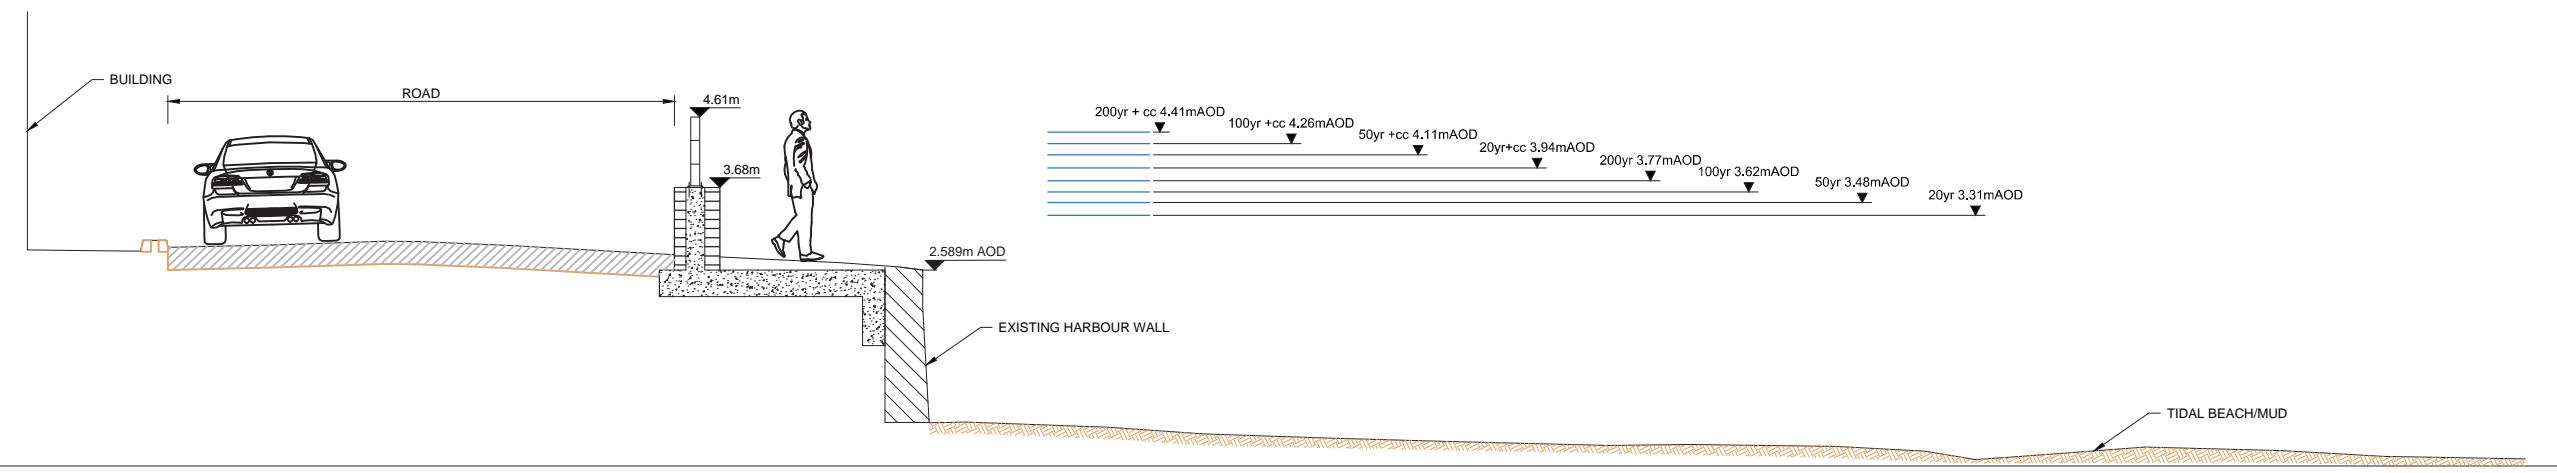 BUILDING
ROAD
4.61m
3.68m
200yr + cc 4.41mAOD
100yr +cc 4.26mAOD
50yr +cc 4.11mAOD
20yr+cc 3.94mAOD
200yr 3.77mAOD
100yr 3.62mAOD
50yr 3.48mAOD
20yr 3.31mAOD
2.589m AOD
EXISTING HARBOUR WALL
TIDAL BEACH/MUD